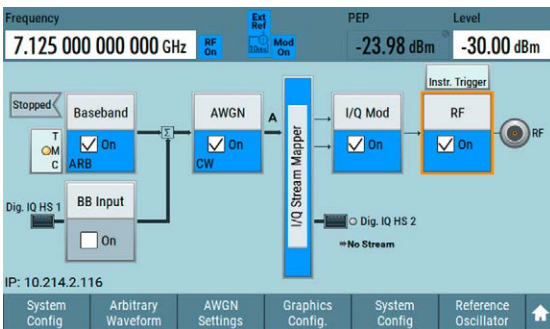 Frequency
Ext Ref
PEP
Level
7.125 000 000 000 GHz
RF On
Mod On
-23.98 dBm
-30.00 dBm
Instr. Trigger
Stopped
Baseband
AWGN
I/Q Mod
RF
T
M
C
On
ARB
A
On
CW
On
On
RF
I/Q Stream Mapper
Dig. IQ HS 1
BB Input
On
Dig. IQ HS 2
No Stream
IP: 10.214.2.116
System Config
Arbitrary Waveform
AWGN Settings
Graphics Config.
System Config
Reference Oscillator